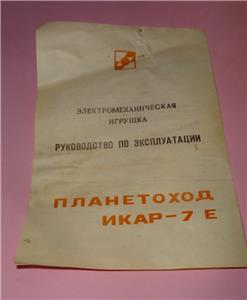 ЭЛЕКТРОМЕХАНИЧЕСКАЯ
ИГРУШКА
РУКОВОДСТВО ПО ЭКСПЛУАТАЦИИ
ПЛАНЕТОХОД
ИКАР-7 Е